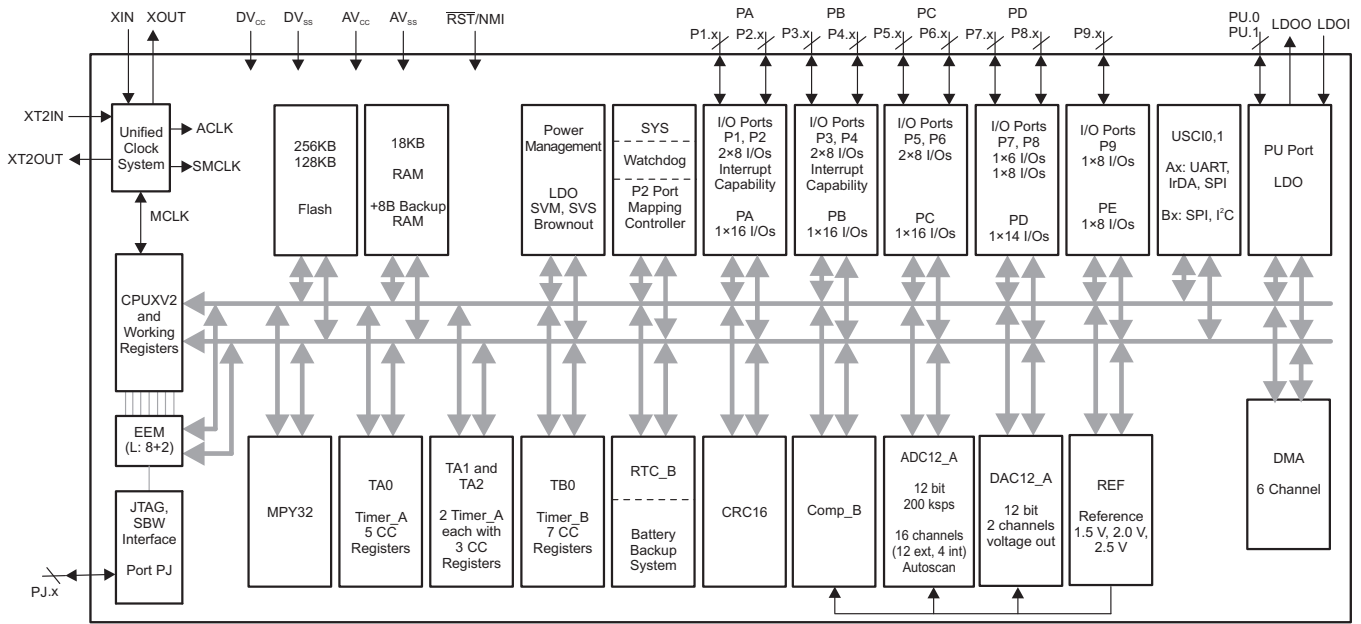 XIN XOUT DVCC DVSS AVCC AVSS RST/NMI PA PB PC PD
P1.x P2.x P3.x P4.x P5.x P6.x P7.x P8.x P9.x
PU.0
PU.1 LDOO LDOI
XT2IN
XT2OUT
Unified
Clock
System
ACLK
SMCLK
MCLK
256KB
128KB
Flash
18KB
RAM
+8B Backup
RAM
Power
Management
LDO
SVM, SVS
Brownout
SYS
Watchdog
P2 Port
Mapping
Controller
I/O Ports
P1, P2
2×8 I/Os
Interrupt
Capability
PA
1×16 I/Os
I/O Ports
P3, P4
2×8 I/Os
Interrupt
Capability
PB
1×16 I/Os
I/O Ports
P5, P6
2×8 I/Os
PC
1×16 I/Os
I/O Ports
P7, P8
1×6 I/Os
1×8 I/Os
PD
1×14 I/Os
I/O Ports
P9
1×8 I/Os
PE
1×8 I/Os
USCI0,1
Ax: UART,
IrDA, SPI
Bx: SPI, I²C
PU Port
LDO
CPUXV2
and
Working
Registers
EEM
(L: 8+2)
JTAG,
SBW
Interface
Port PJ
PJ.x
MPY32
TA0
Timer_A
5 CC
Registers
TA1 and
TA2
2 Timer_A
each with
3 CC
Registers
TB0
Timer_B
7 CC
Registers
RTC_B
Battery
Backup
System
CRC16
Comp_B
ADC12_A
12 bit
200 ksps
16 channels
(12 ext, 4 int)
Autoscan
DAC12_A
12 bit
2 channels
voltage out
REF
Reference
1.5 V, 2.0 V,
2.5 V
DMA
6 Channel